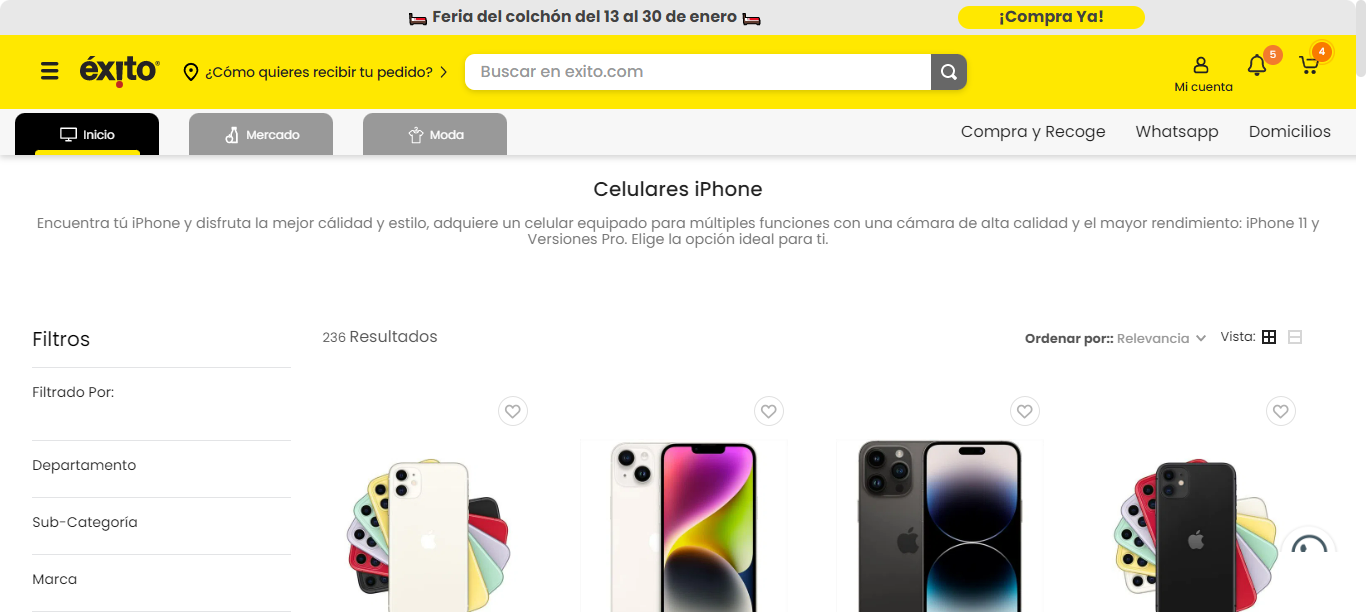 Feria del colchón del 13 al 30 de enero
¡Compra Ya!
éxito
¿Cómo quieres recibir tu pedido?
Buscar en exito.com
Mi cuenta
5
4
Inicio
Mercado
Moda
Compra y Recoge
Whatsapp
Domicilios
Celulares iPhone
Encuentra tú iPhone y disfruta la mejor cálidad y estilo, adquiere un celular equipado para múltiples funciones con una cámara de alta calidad y el mayor rendimiento: iPhone 11 y
Versiones Pro. Elige la opción ideal para ti.
Filtros
236 Resultados
Ordenar por:: Relevancia
Vista:
Filtrado Por:
Departamento
Sub-Categoría
Marca